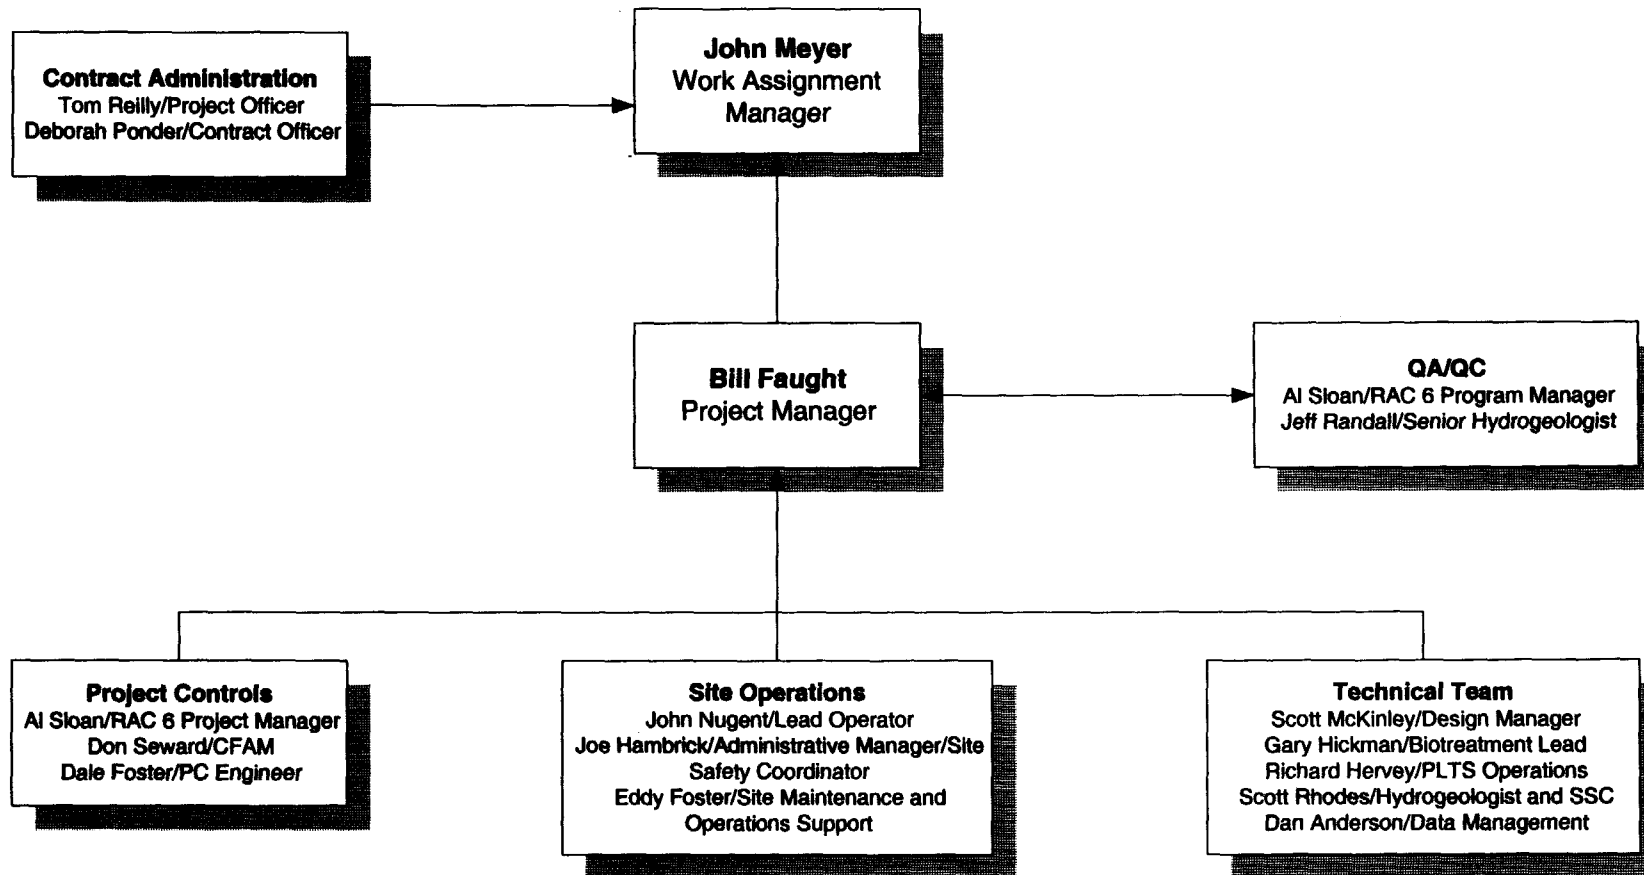 Contract Administration
Tom Reilly/Project Officer
Deborah Ponder/Contract Officer
John Meyer
Work Assignment
Manager
Bill Faught
Project Manager
QA/QC
Al Sloan/RAC 6 Program Manager
Jeff Randall/Senior Hydrogeologist
Project Controls
Al Sloan/RAC 6 Project Manager
Don Seward/CFAM
Dale Foster/PC Engineer
Site Operations
John Nugent/Lead Operator
Joe Hambrick/Administrative Manager/Site
Safety Coordinator
Eddy Foster/Site Maintenance and
Operations Support
Technical Team
Scott McKinley/Design Manager
Gary Hickman/Biotreatment Lead
Richard Hervey/PLTS Operations
Scott Rhodes/Hydrogeologist and SSC
Dan Anderson/Data Management